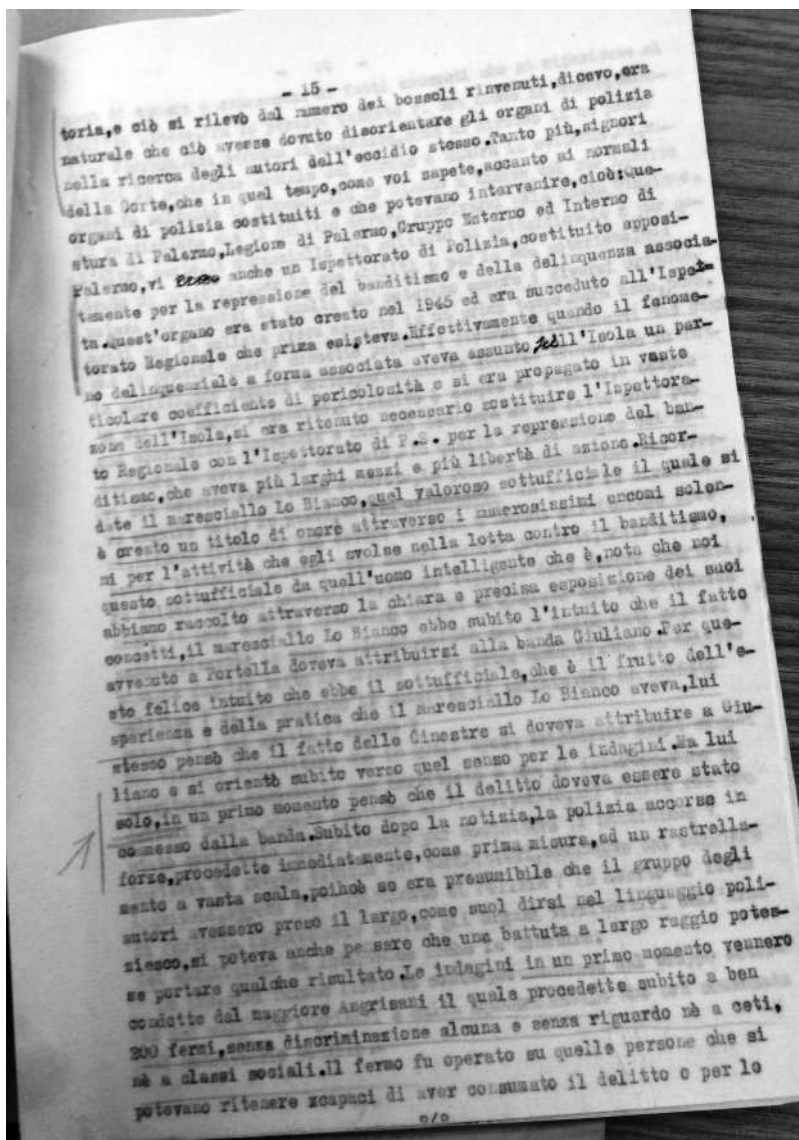 - 15 -
toria,e ciò si rilevò dal numero dei bossoli rinvenuti,dicevo,era
naturale che ciò avesse dovuto disorientare gli organi di polizia
nella ricerca degli autori dell'eccidio stesso.Tanto più,signori
della Corte,che in quel tempo,come voi sapete,accanto ai normali
organi di polizia costituiti e che potevano intervenire,cioè:que-
stura di Palermo,Legione di Palermo,Gruppo Esterno ed Interno di
Palermo,vi anche un Ispettorato di Polizia,costituito apposi-
tamente per la repressione del banditismo e della delinquenza associa-
ta.quest'organo era stato creato nel 1945 ed era succeduto all'Ispet-
torato Regionale che prima esisteva.Effettivamente quando il fenome-
no delinquenziale a forma associata aveva assunto nell'Isola un par-
ticolare coefficiente di pericolosità e si era propagato in vaste
zone dell'Isola,si era ritenuto necessario sostituire l'Ispettora-
to Regionale con l'Ispettorato di P.S. per la repressione del ban-
ditismo,che aveva più larghi mezzi e più libertà di azione.Ricor-
date il maresciallo Lo Bianco,quel valoroso sottufficiale il quale si
è creato un titolo di onore attraverso i numerosissimi encomi solen-
ni per l'attività che egli svolse nella lotta contro il banditismo,
questo sottufficiale da quell'uomo intelligente che è,nota che noi
abbiamo raccolto attraverso la chiara e precisa esposizione dei suoi
concetti,il maresciallo Lo Bianco ebbe subito l'intuito che il fatto
avvenuto a Portella doveva attribuirsi alla banda Giuliano.Per que-
sto felice intuito che ebbe il sottufficiale,che è il frutto dell'e-
sperienza e della pratica che il maresciallo Lo Bianco aveva,lui
stesso pensò che il fatto delle Ginestre si doveva attribuire a Giu-
liano e si orientò subito verso quel senso per le indagini.Ma lui
solo,in un primo momento pensò che il delitto doveva essere stato
commesso dalla banda.Subito dopo la notizia,la polizia accorse in
forze,procedette immediatamente,come prima misura,ad un rastrella-
mento a vasta scala,poihcè se era presumibile che il gruppo degli
autori avessero preso il largo,come suol dirsi nel linguaggio poli-
ziesco,si poteva anche pensare che una battuta a largo raggio potes-
se portare qualche risultato.Le indagini in un primo momento vennero
condotte dal maggiore Angrisani il quale procedette subito a ben
200 fermi,senza discriminazione alcuna e senza riguardo nè a ceti,
nè a classi sociali.Il fermo fu operato su quelle persone che si
potevano ritenere xcapaci di aver consumato il delitto o per lo